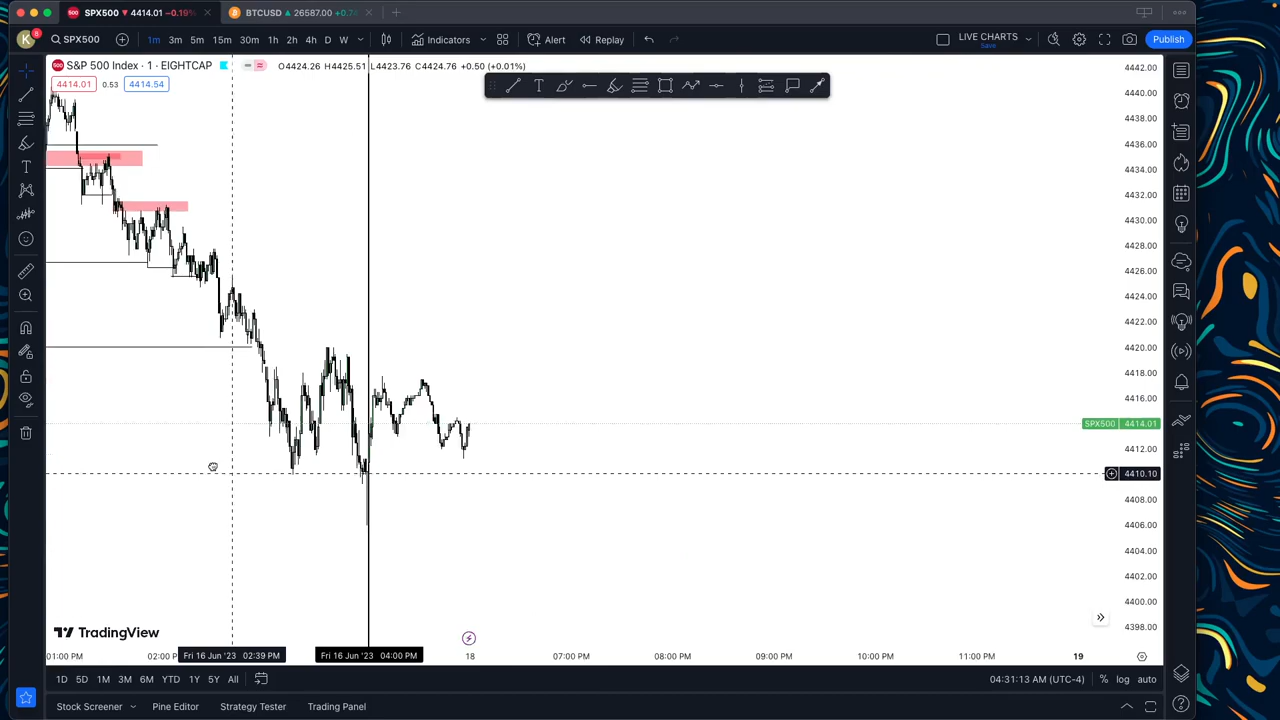 SPX500 ▼ 4414.01 −0.19%
BTCUSD ▲ 26587.00 +0.7
K 6 SPX500 1m 3m 5m 15m 30m 1h 2h 4h D W Indicators Alert Replay LIVE CHARTS Save Publish
S&P 500 Index · 1 · EIGHTCAP O4424.26 H4425.51 L4423.76 C4424.76 +0.50 (+0.01%)
4414.01 0.53 4414.54
4442.00
4440.00
4438.00
4436.00
4434.00
4432.00
4430.00
4428.00
4426.00
4424.00
4422.00
4420.00
4418.00
4416.00
SPX500 4414.01
4412.00
4410.10
4408.00
4406.00
4404.00
4402.00
4400.00
4398.00
TradingView
01:00 PM 02:00 P Fri 16 Jun '23 02:39 PM Fri 16 Jun '23 04:00 PM 18 07:00 PM 08:00 PM 09:00 PM 10:00 PM 11:00 PM 19
1D 5D 1M 3M 6M YTD 1Y 5Y All 04:31:13 AM (UTC-4) % log auto
Stock Screener Pine Editor Strategy Tester Trading Panel